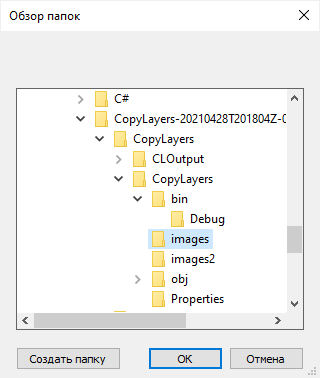 Обзор папок
C#
CopyLayers-20210428T201804Z-0
CopyLayers
CLOutput
CopyLayers
bin
Debug
images
images2
obj
Properties
Создать папку
OK
Отмена